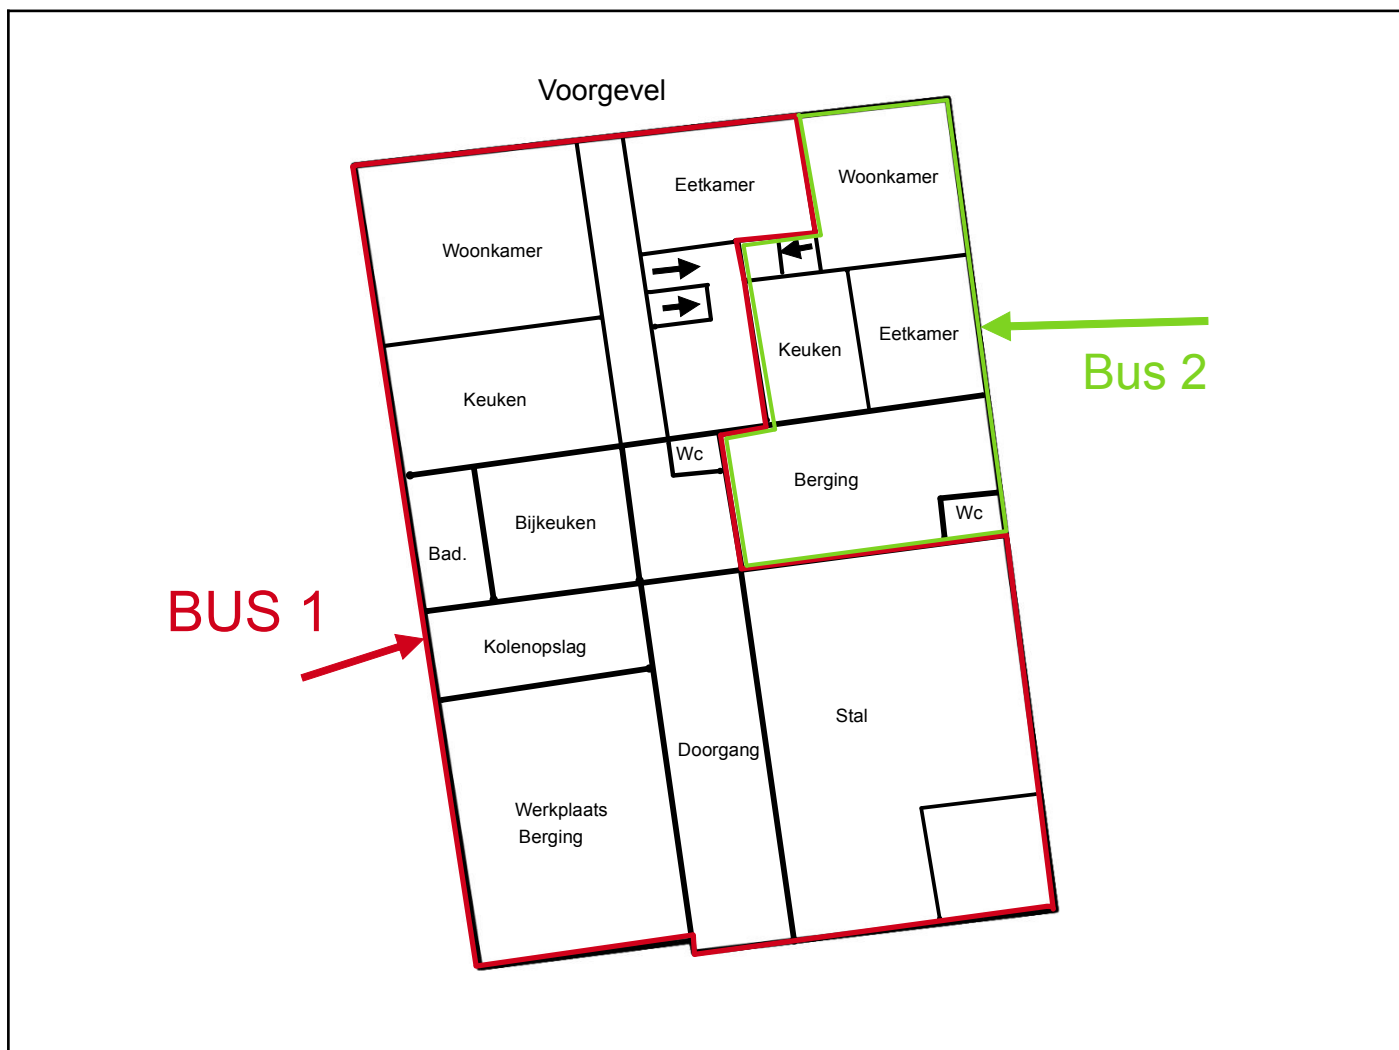 Voorgevel
Eetkamer
Woonkamer
Woonkamer
Eetkamer
Keuken
Bus 2
Keuken
Wc
Berging
Wc
Bijkeuken
Bad.
BUS 1
Kolenopslag
Stal
Doorgang
Werkplaats
Berging